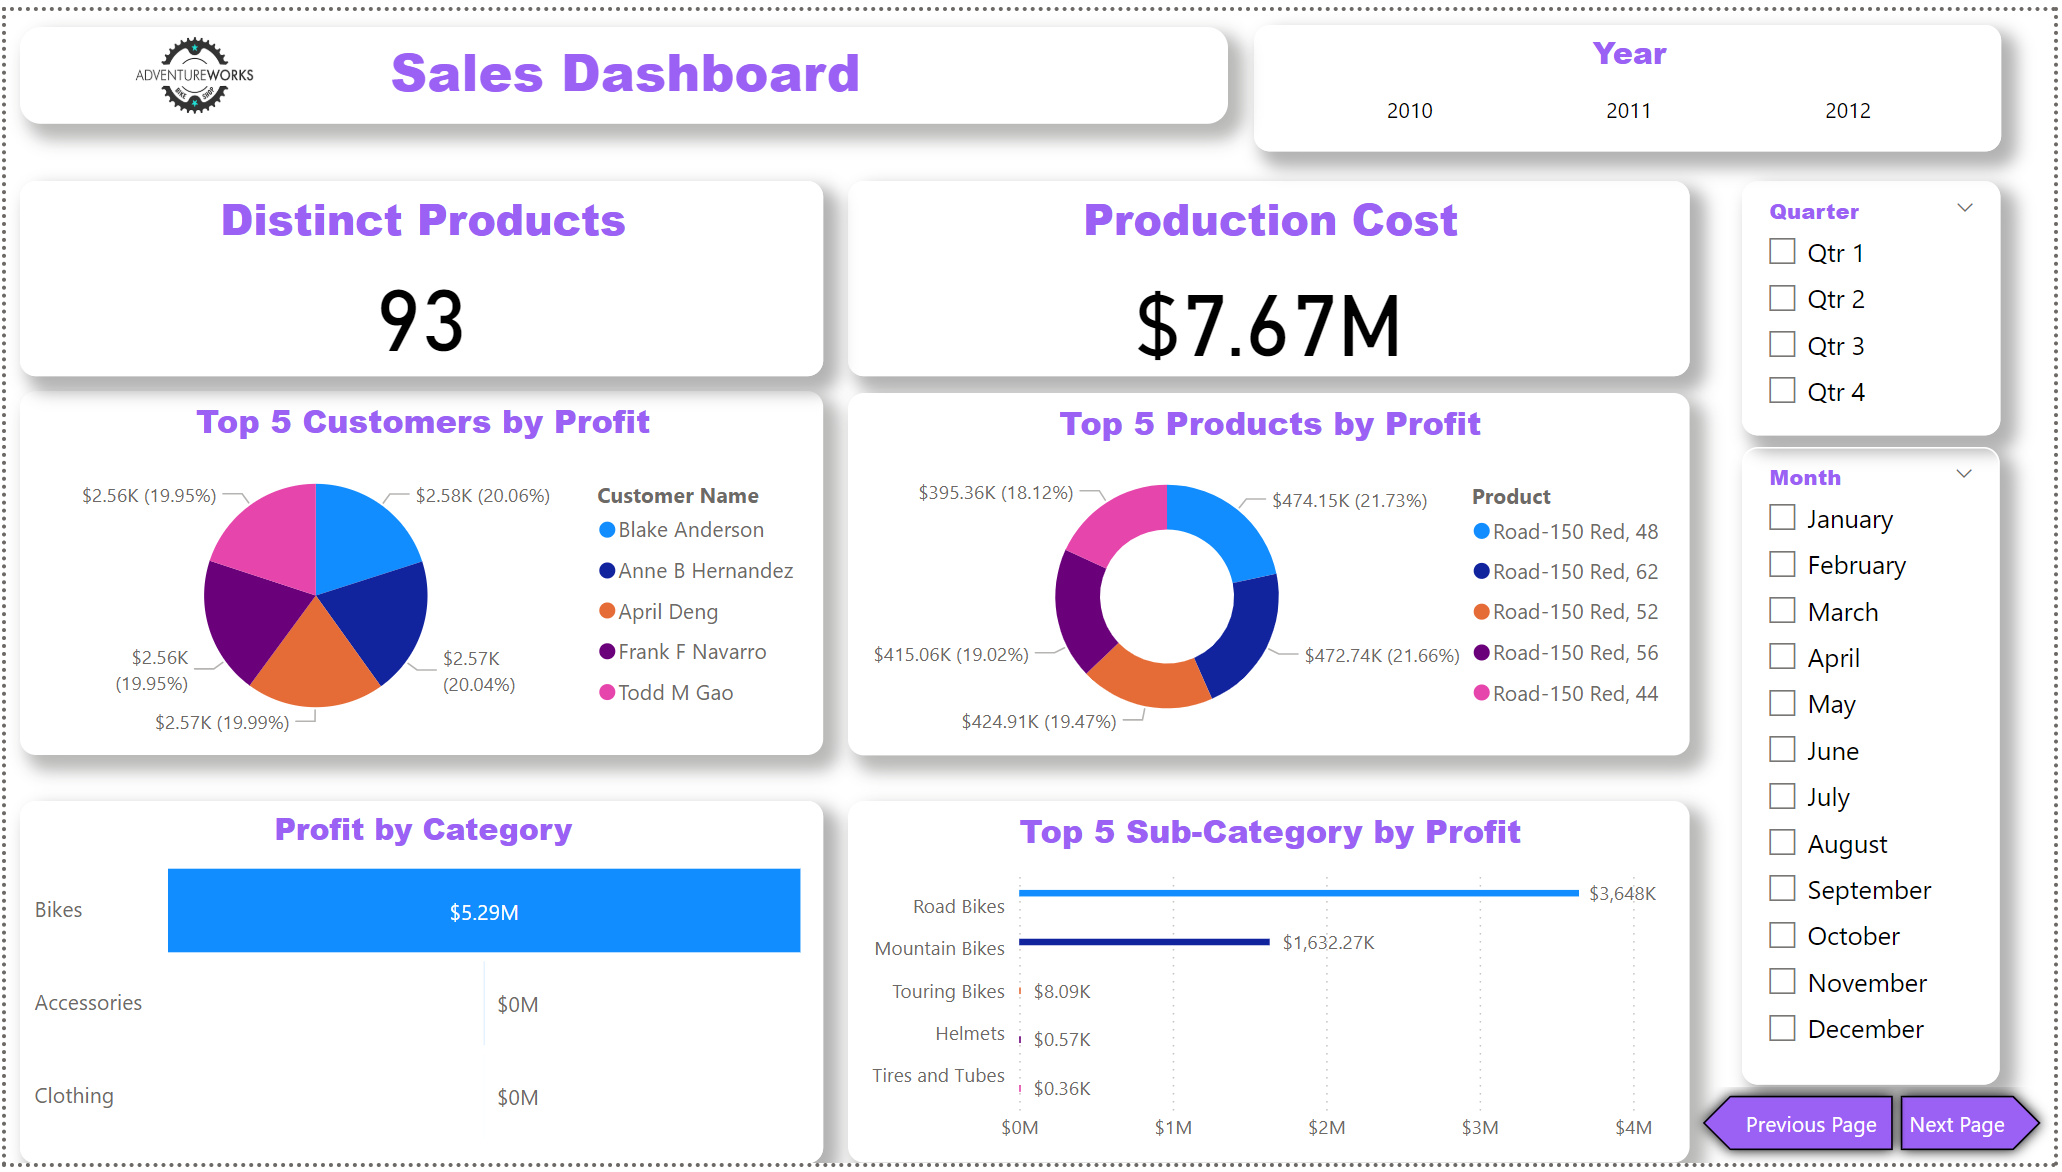 ADVENTUREWORKS
BIKE SHOP
Sales Dashboard
Year
2010 2011 2012
Distinct Products
93
Production Cost
$7.67M
Quarter
Qtr 1
Qtr 2
Qtr 3
Qtr 4
Top 5 Customers by Profit
$2.56K (19.95%)
$2.58K (20.06%)
$2.56K
(19.95%)
$2.57K
(20.04%)
$2.57K (19.99%)
Customer Name
Blake Anderson
Anne B Hernandez
April Deng
Frank F Navarro
Todd M Gao
Top 5 Products by Profit
$395.36K (18.12%)
$474.15K (21.73%)
$415.06K (19.02%)
$472.74K (21.66%)
$424.91K (19.47%)
Product
Road-150 Red, 48
Road-150 Red, 62
Road-150 Red, 52
Road-150 Red, 56
Road-150 Red, 44
Month
January
February
March
April
May
June
July
August
September
October
November
December
Profit by Category
Bikes
$5.29M
Accessories
$0M
Clothing
$0M
Top 5 Sub-Category by Profit
Road Bikes
$3,648K
Mountain Bikes
$1,632.27K
Touring Bikes
$8.09K
Helmets
$0.57K
Tires and Tubes
$0.36K
$0M $1M $2M $3M $4M
Previous Page
Next Page